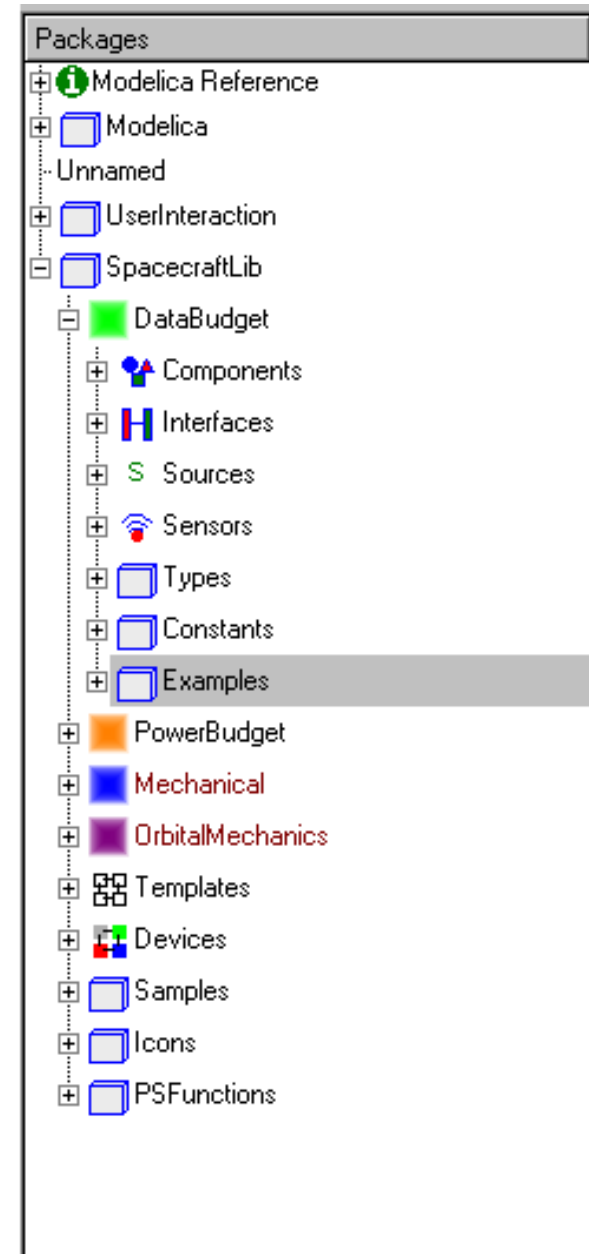 Packages
Modelica Reference
Modelica
Unnamed
UserInteraction
SpacecraftLib
DataBudget
Components
Interfaces
S Sources
Sensors
Types
Constants
Examples
PowerBudget
Mechanical
OrbitalMechanics
Templates
Devices
Samples
Icons
PSFunctions